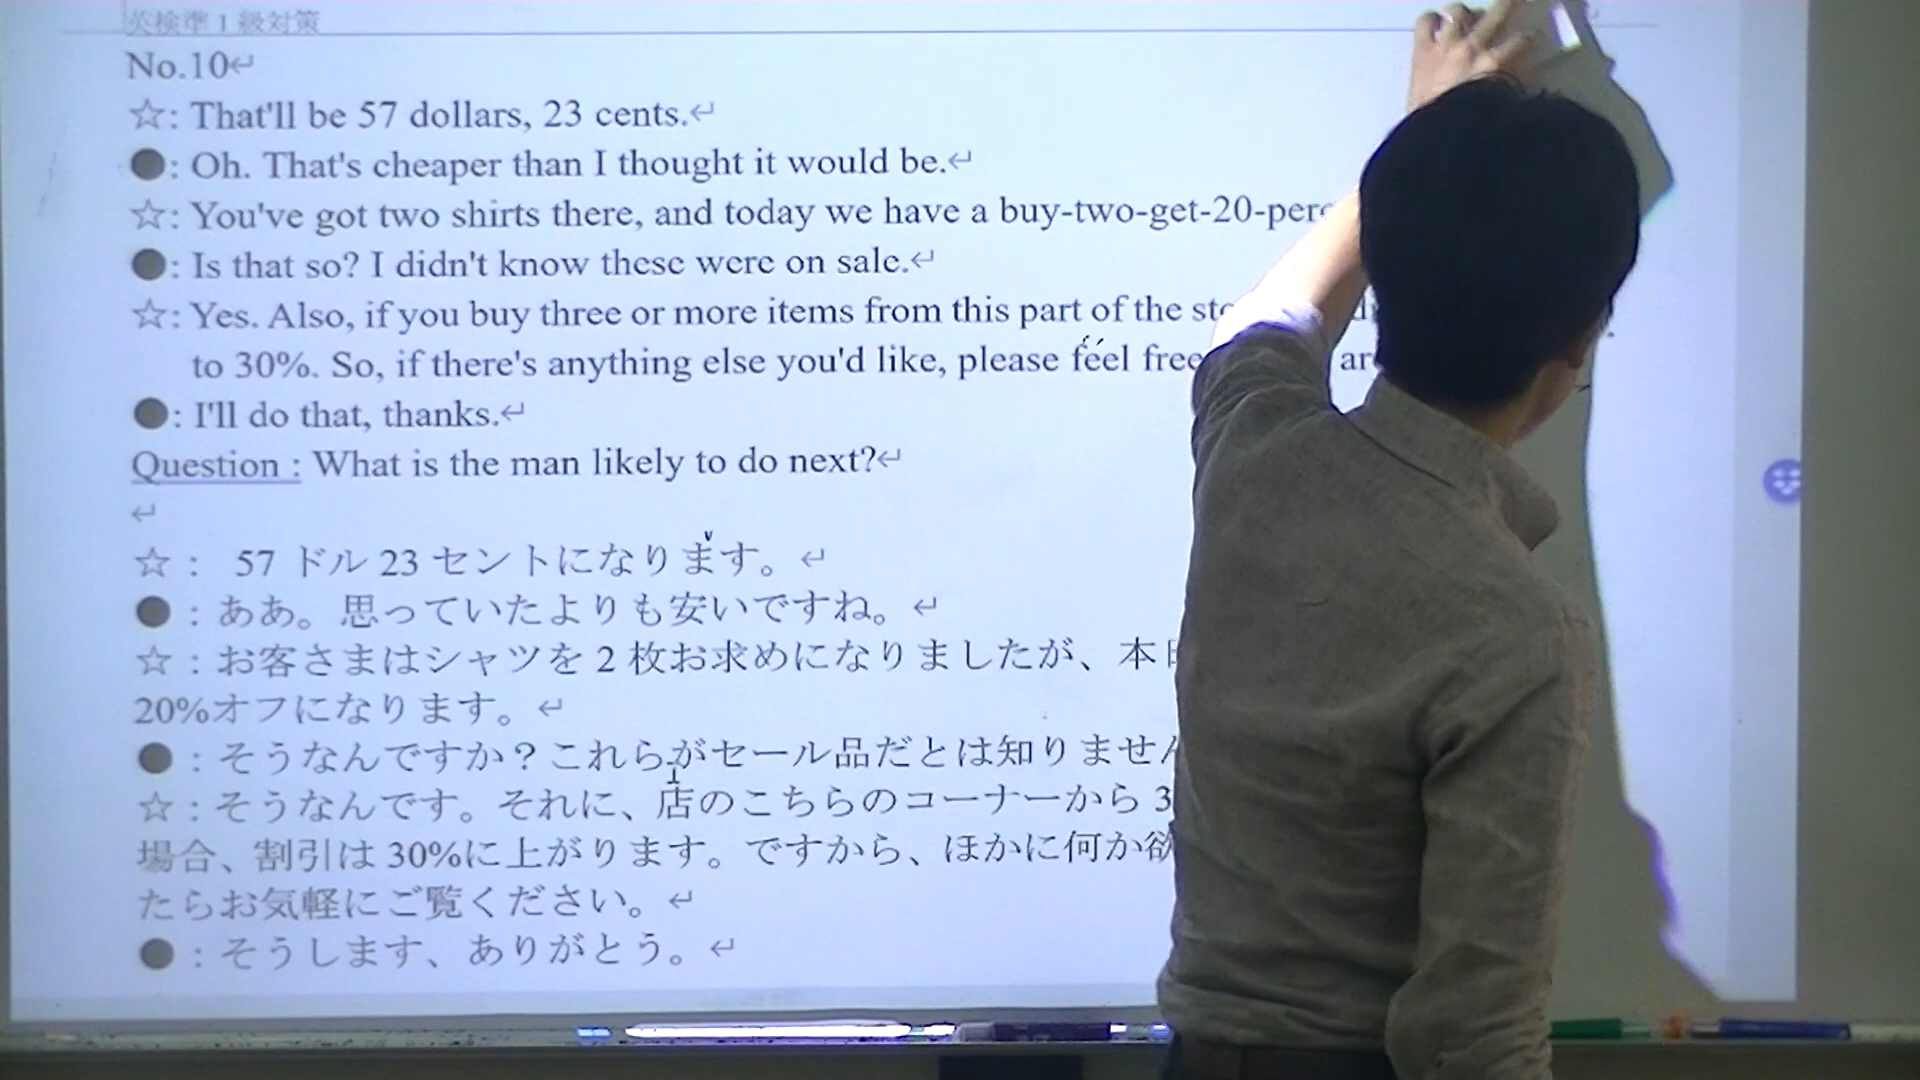 英検準1級対策
No.10↵
☆: That'll be 57 dollars, 23 cents.↵
●: Oh. That's cheaper than I thought it would be.↵
☆: You've got two shirts there, and today we have a buy-two-get-20-perc
●: Is that so? I didn't know these were on sale.↵
☆: Yes. Also, if you buy three or more items from this part of the
to 30%. So, if there's anything else you'd like, please feel free
●: I'll do that, thanks.↵
Question : What is the man likely to do next?↵
↵
☆： 57 ドル 23 セントになります。↵
●：ああ。思っていたよりも安いですね。↵
☆：お客さまはシャツを 2 枚お求めになりましたが、本
20%オフになります。↵
●：そうなんですか？これらがセール品だとは知りませ
☆：そうなんです。それに、店のこちらのコーナーから 3
場合、割引は 30%に上がります。ですから、ほかに何か欲
たらお気軽にご覧ください。↵
●：そうします、ありがとう。↵